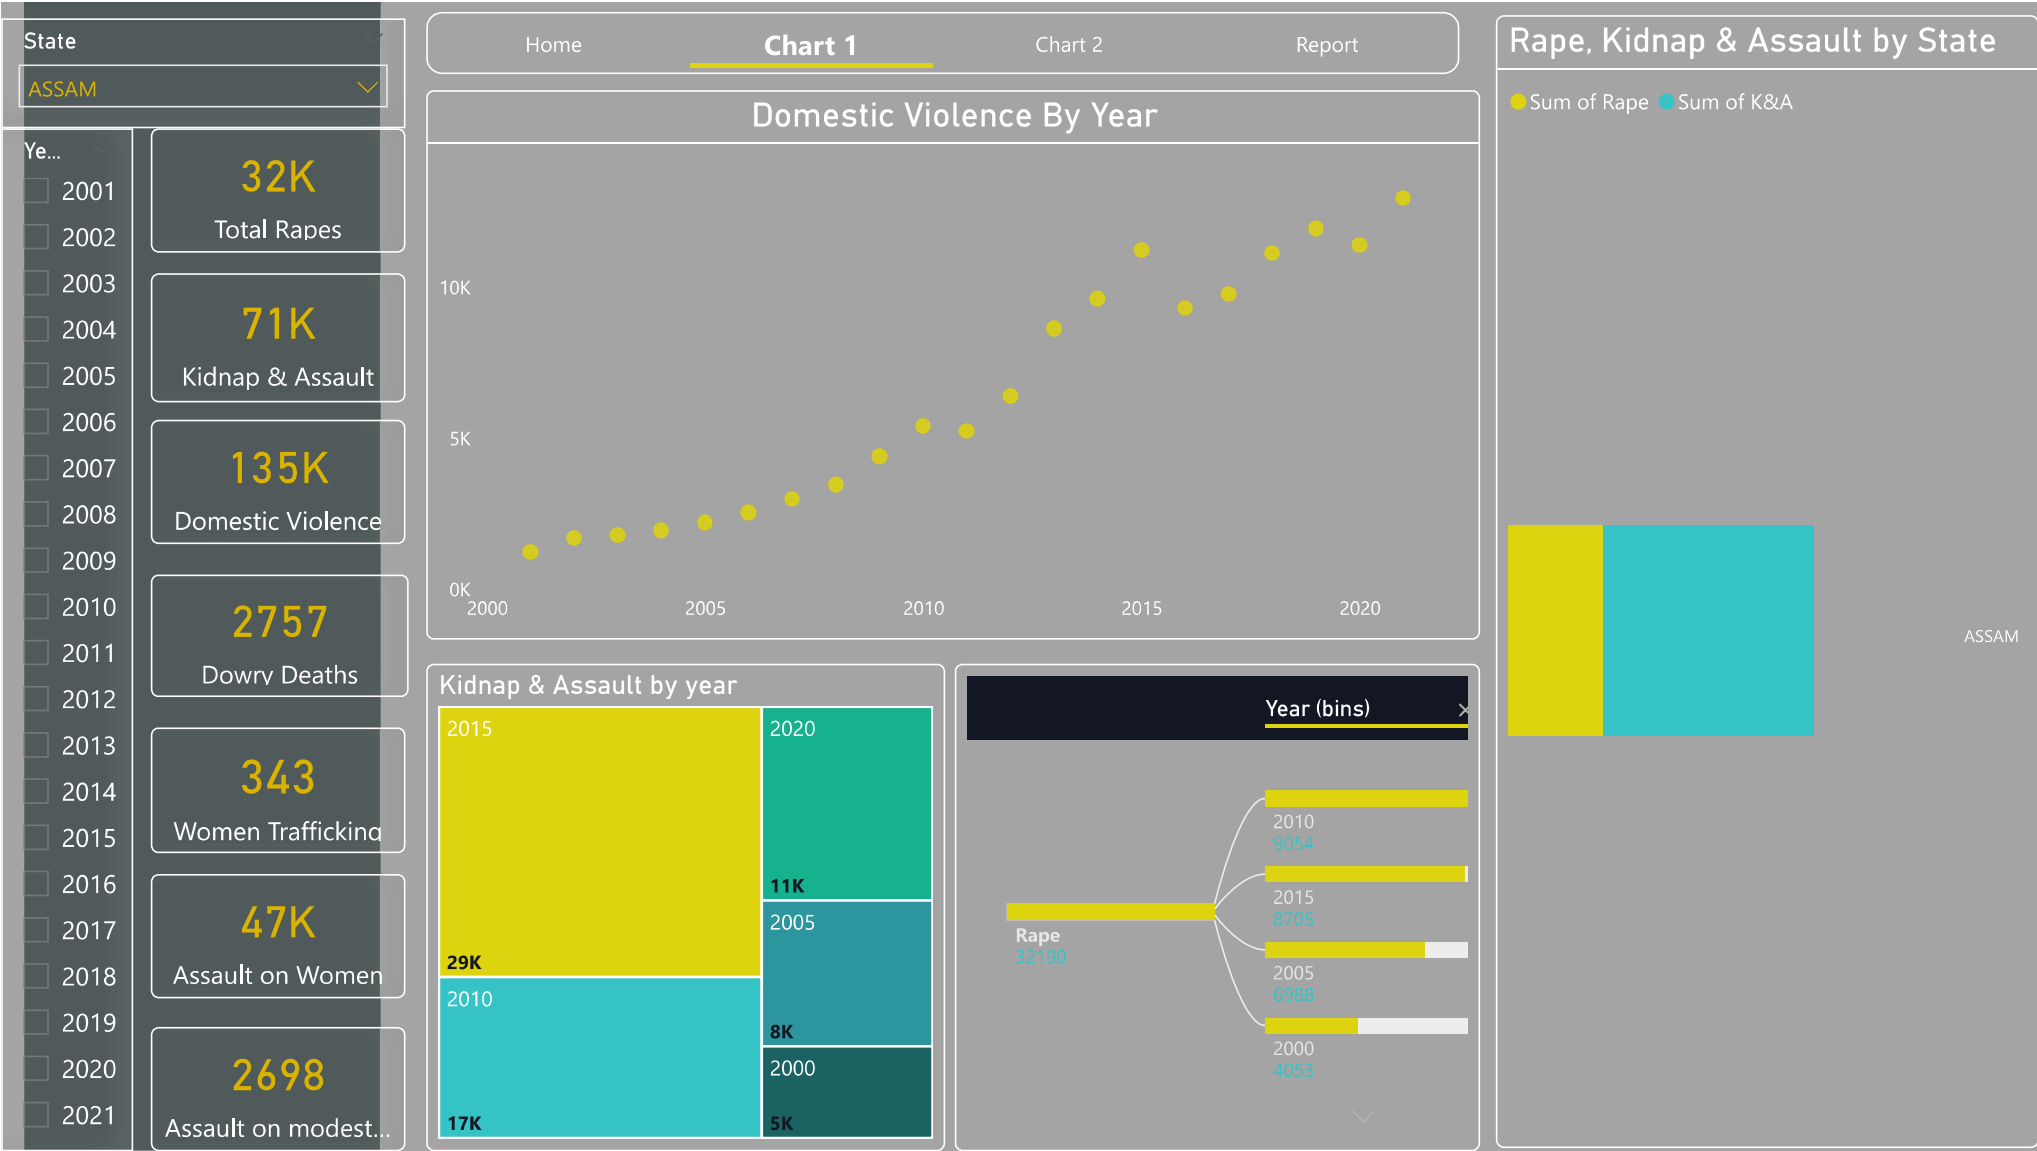 State
ASSAM
Ye...
2001
2002
2003
2004
2005
2006
2007
2008
2009
2010
2011
2012
2013
2014
2015
2016
2017
2018
2019
2020
2021
32K
Total Rapes
71K
Kidnap & Assault
135K
Domestic Violence
2757
Dowry Deaths
343
Women Trafficking
47K
Assault on Women
2698
Assault on modest...
Home
Chart 1
Chart 2
Report
Domestic Violence By Year
10K
5K
0K
2000
2005
2010
2015
2020
Kidnap & Assault by year
2015
29K
2010
17K
2020
11K
2005
8K
2000
5K
Year (bins)
Rape
32190
2010
9054
2015
8705
2005
6988
2000
4053
Rape, Kidnap & Assault by State
Sum of Rape
Sum of K&A
ASSAM